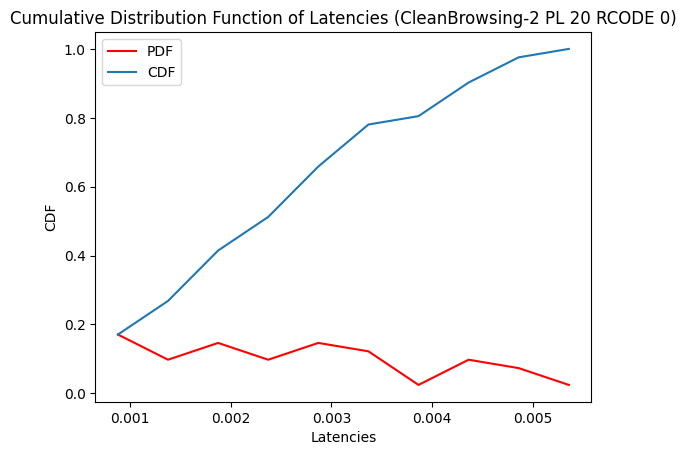 Cumulative Distribution Function of Latencies (CleanBrowsing-2 PL 20 RCODE 0)
PDF
CDF
1.0
0.8
0.6
0.4
0.2
0.0
CDF
0.001
0.002
0.003
0.004
0.005
Latencies